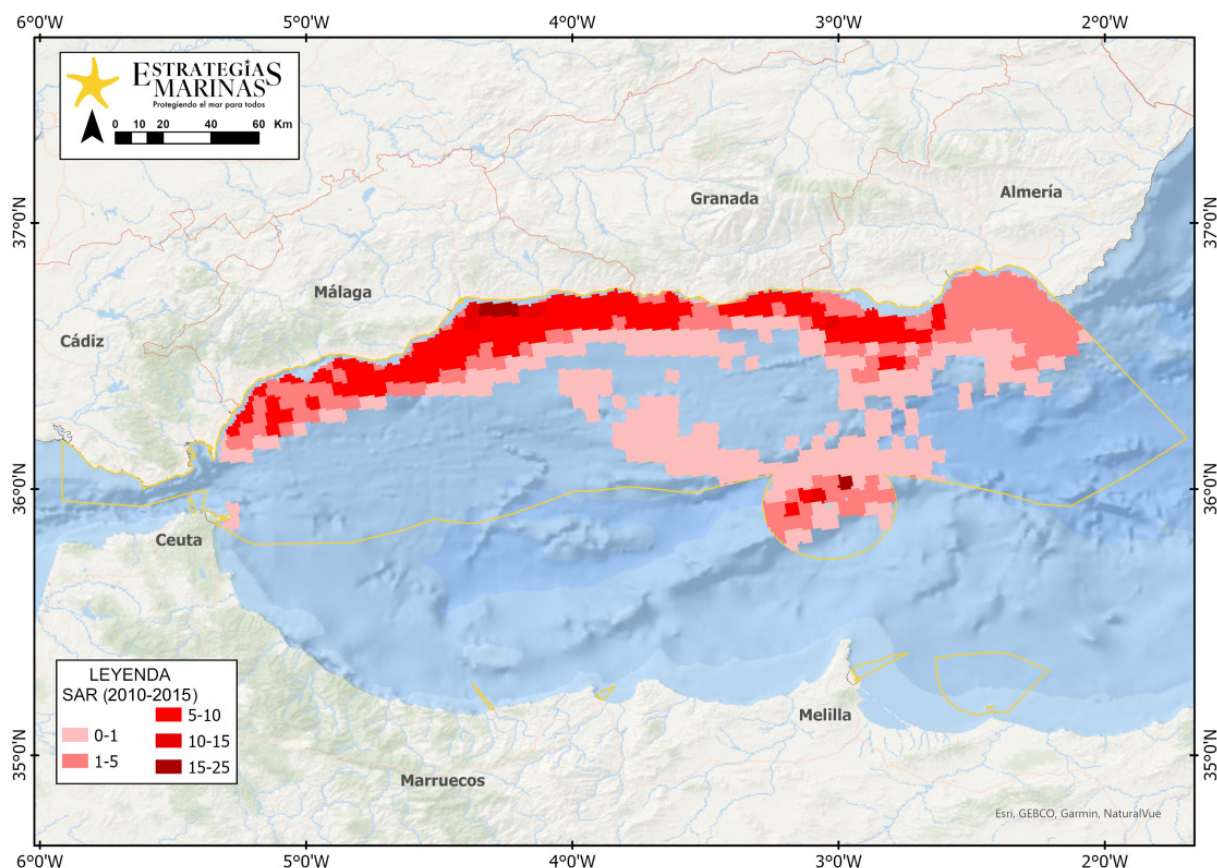 6°0'W 5°0'W 4°0'W 3°0'W 2°0'W
ESTRATEGIAS
MARINAS
Protegiendo el mar para todos
0 10 20 40 60 Km
37°0'N 37°0'N
Granada
Almería
Málaga
Cádiz
36°0'N 36°0'N
Ceuta
LEYENDA
SAR (2010-2015)
0-1
1-5
5-10
10-15
15-25
Melilla
35°0'N 35°0'N
Marruecos
Esri, GEBCO, Garmin, NaturalVue
6°0'W 5°0'W 4°0'W 3°0'W 2°0'W